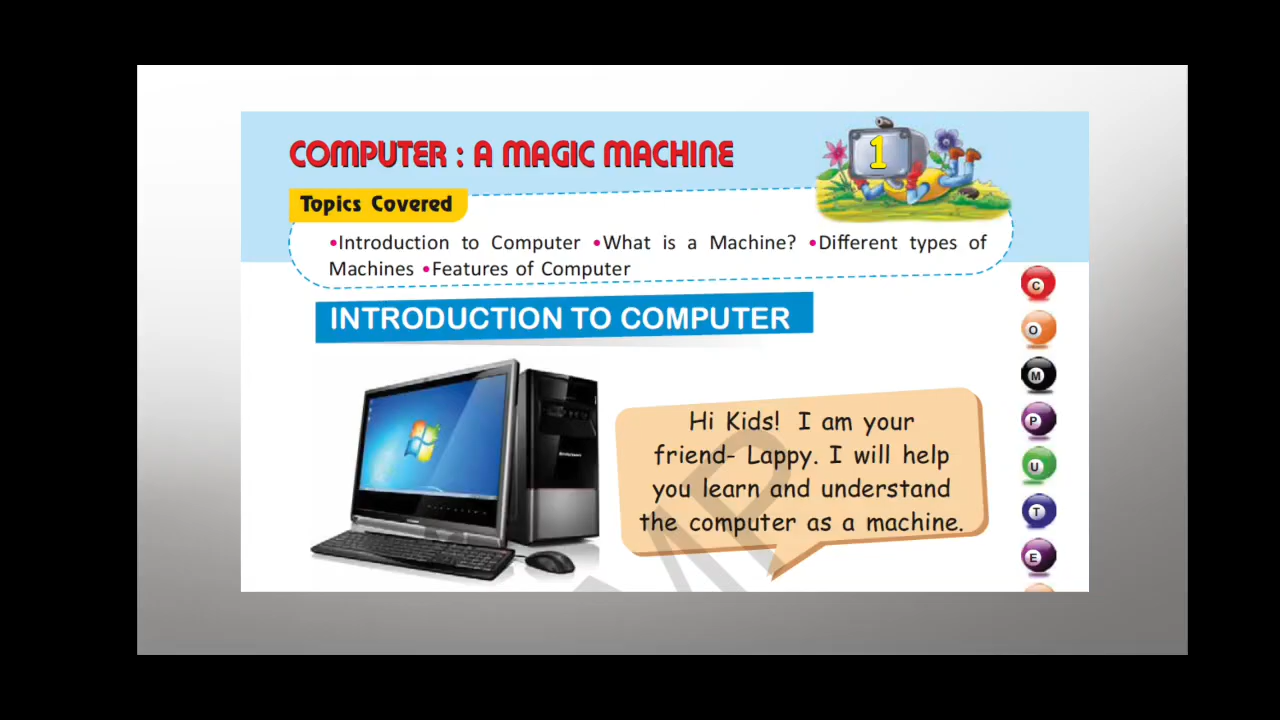 COMPUTER : A MAGIC MACHINE
1
Topics Covered
•Introduction to Computer •What is a Machine? •Different types of
Machines •Features of Computer
INTRODUCTION TO COMPUTER
Hi Kids! I am your
friend- Lappy. I will help
you learn and understand
the computer as a machine.
C
O
M
P
U
T
E